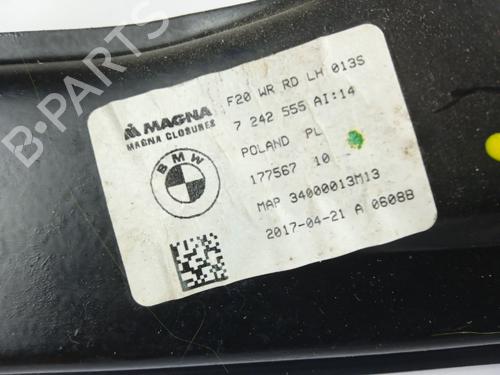 MAGNA
MAGNA CLOSURES
BMW
F20 WR RD LH 013S
7 242 555 AI:14
POLAND PL
177567 10
MAP 34000013M13
2017-04-21 A 0608B
B-PARTS